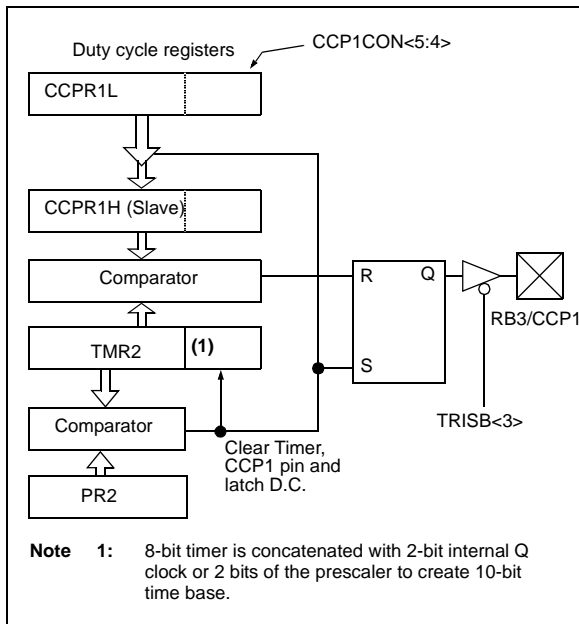 Duty cycle registers
CCP1CON<5:4>
CCPR1L
CCPR1H (Slave)
Comparator
R
Q
RB3/CCP1
TMR2
(1)
S
TRISB<3>
Comparator
Clear Timer,
CCP1 pin and
latch D.C.
PR2
Note 1: 8-bit timer is concatenated with 2-bit internal Q
clock or 2 bits of the prescaler to create 10-bit
time base.